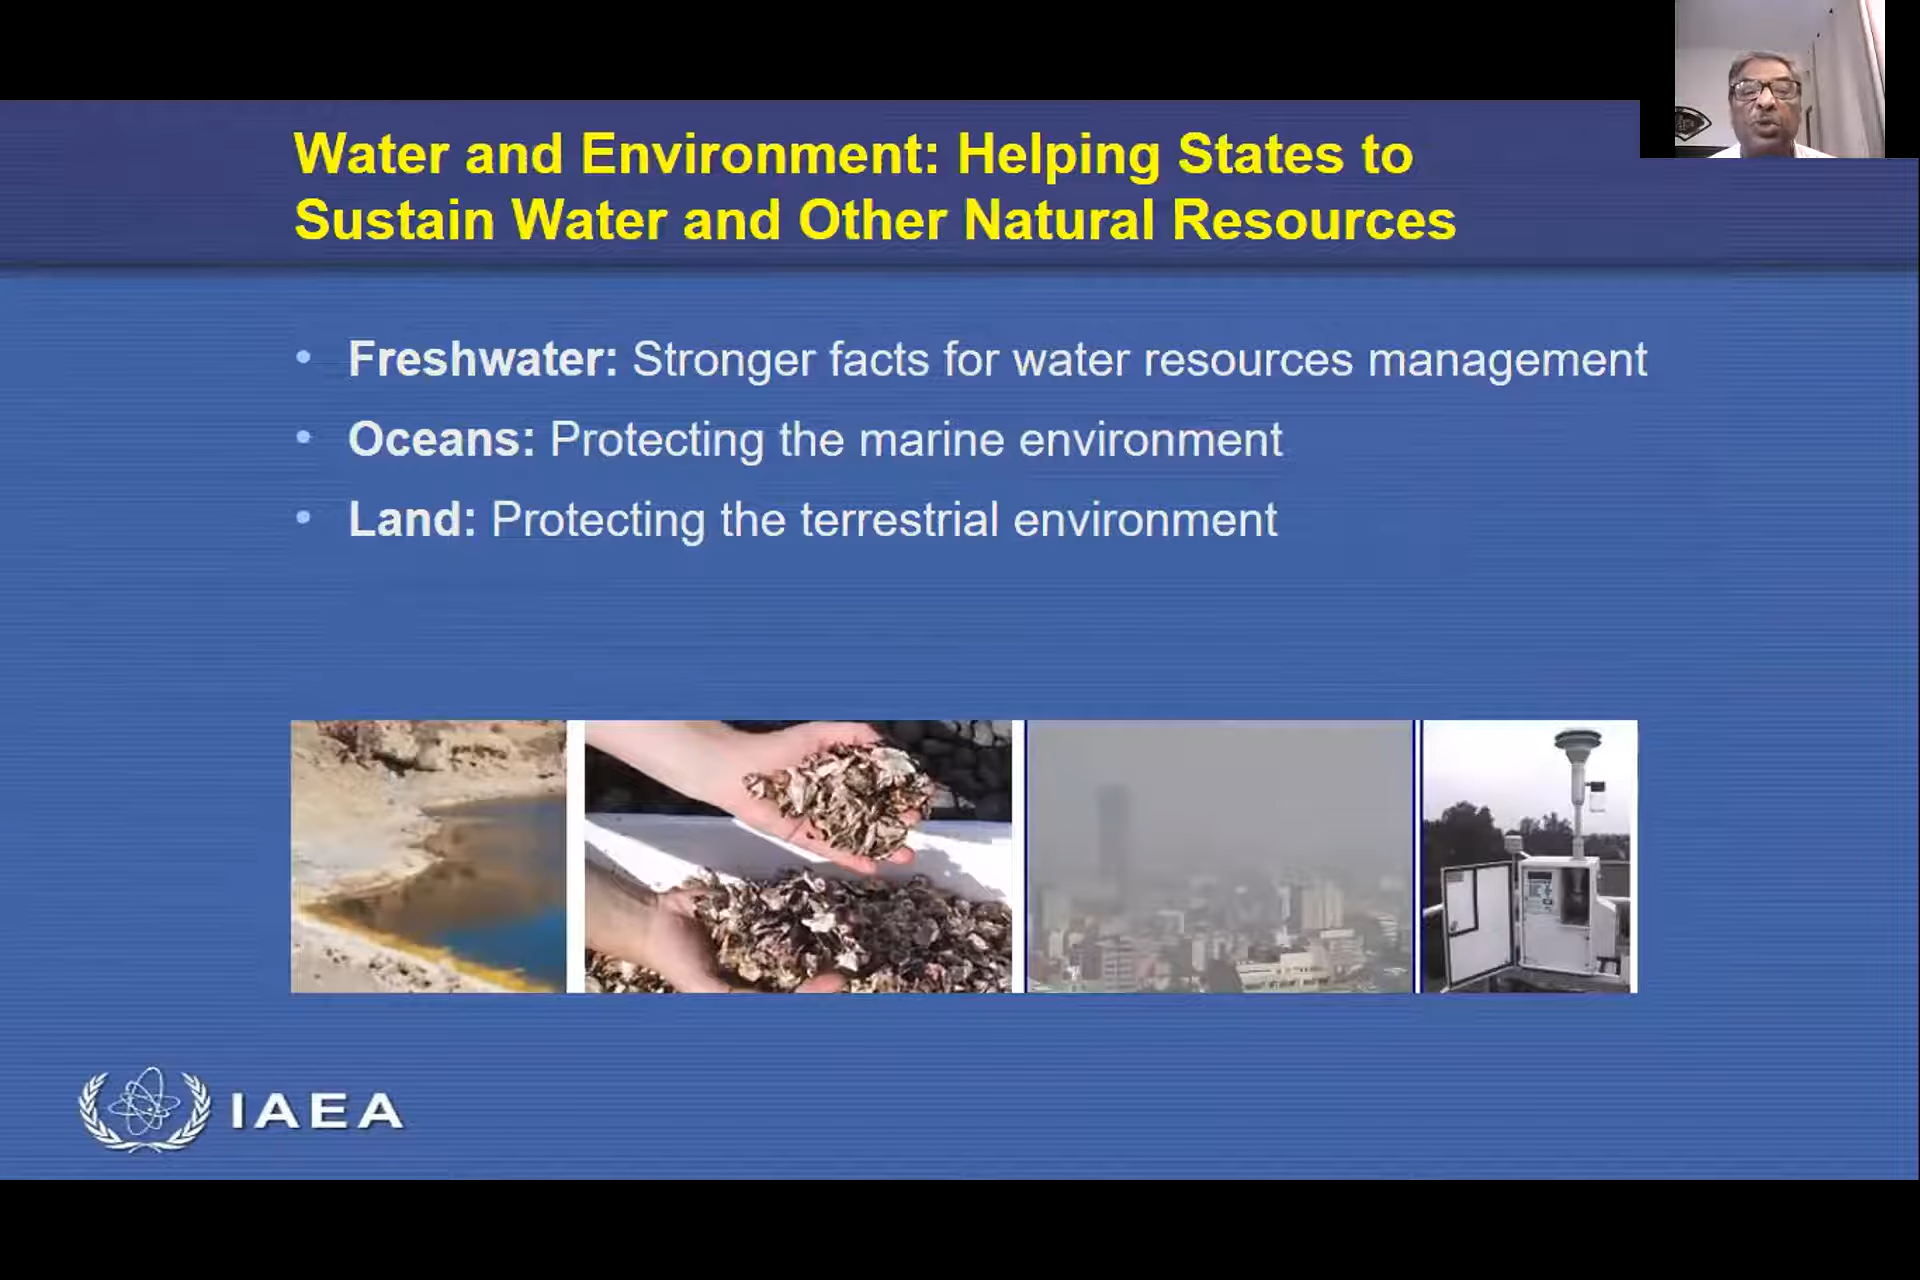 Water and Environment: Helping States to
Sustain Water and Other Natural Resources
• Freshwater: Stronger facts for water resources management
• Oceans: Protecting the marine environment
• Land: Protecting the terrestrial environment
IAEA